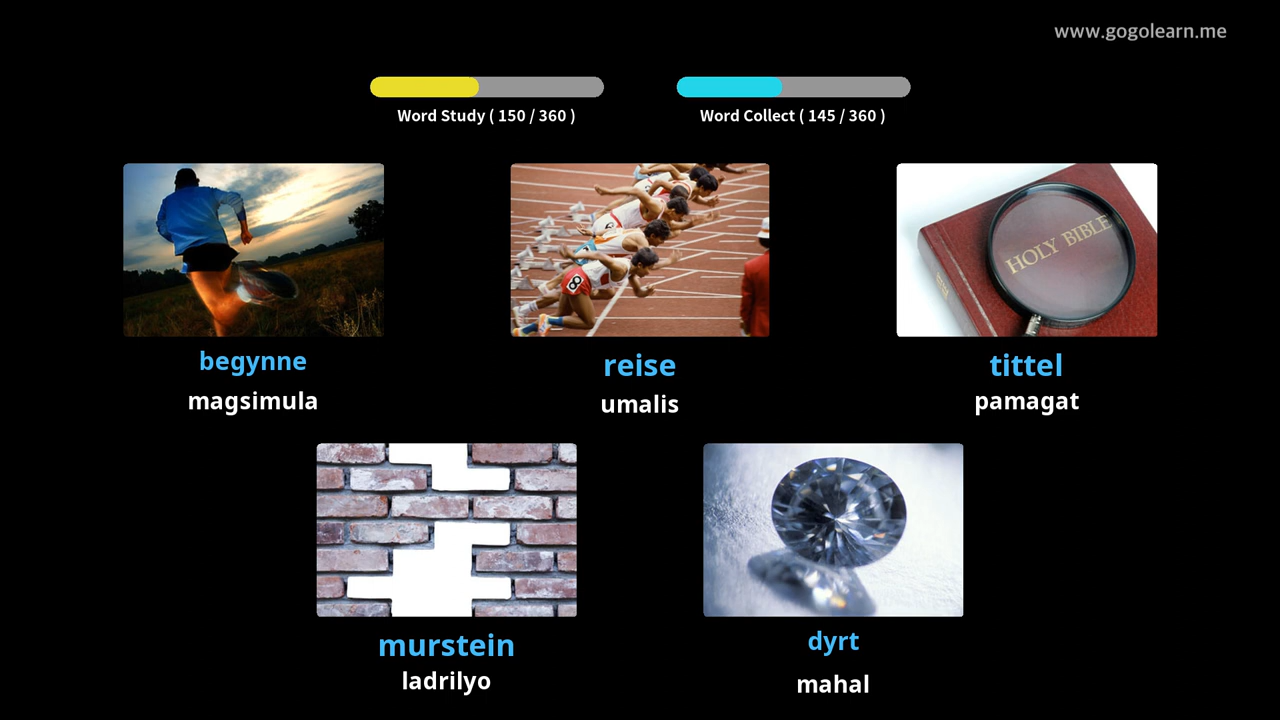 www.gogolearn.me
Word Study ( 150 / 360 )
Word Collect ( 145 / 360 )
HOLY BIBLE
begynne
magsimula
reise
umalis
tittel
pamagat
murstein
ladrilyo
dyrt
mahal